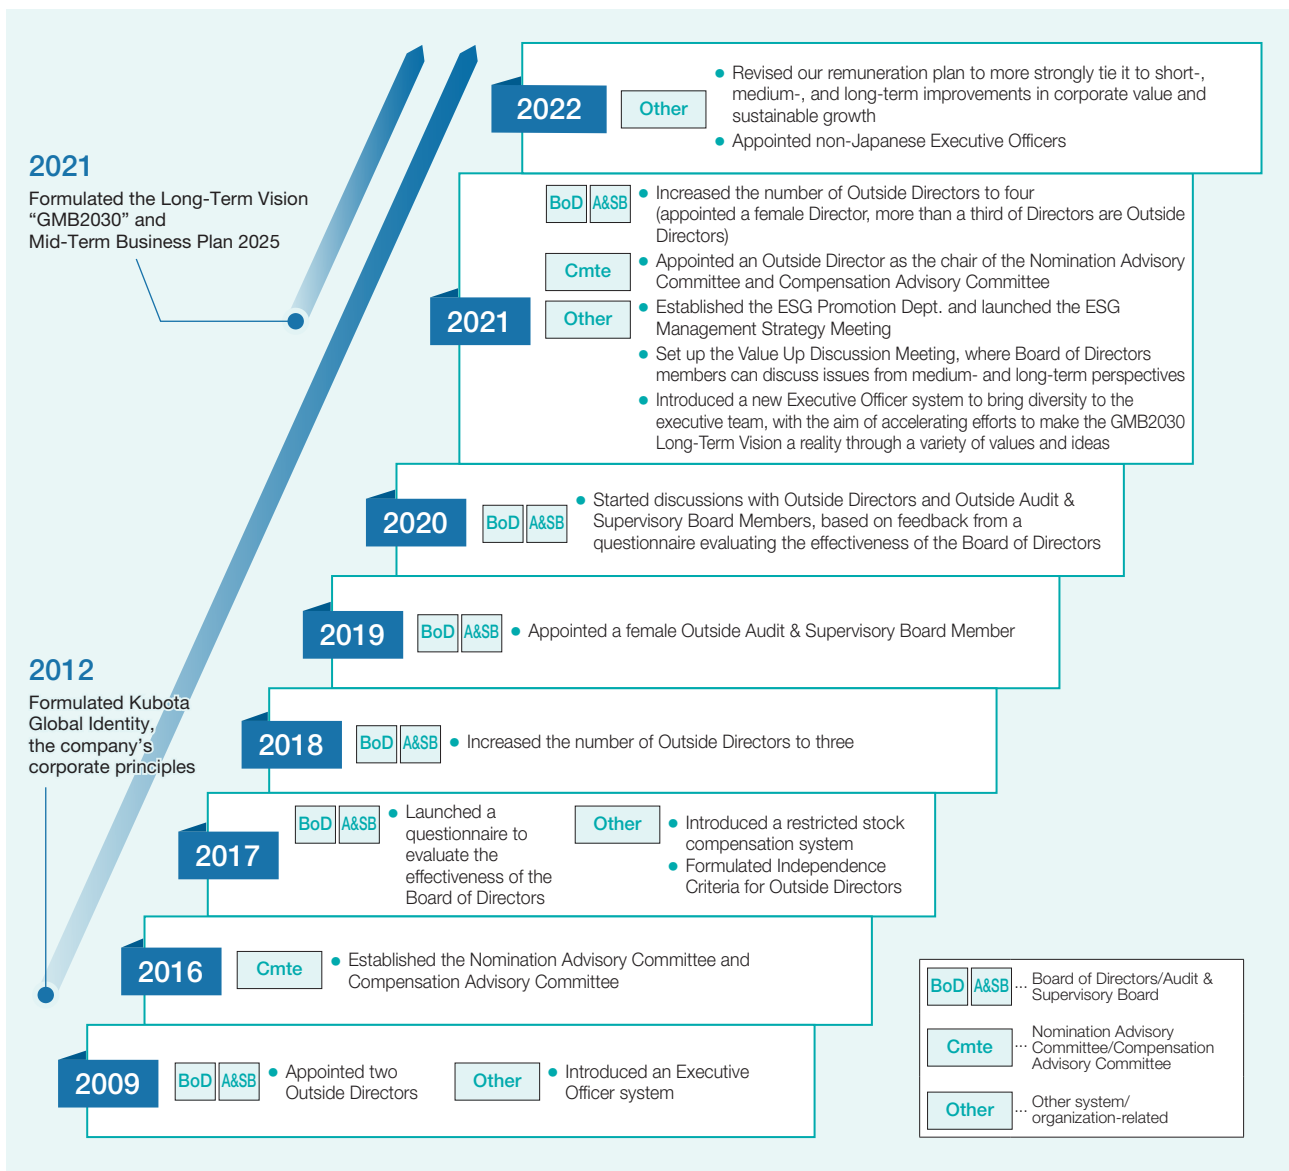 2022
Other
● Revised our remuneration plan to more strongly tie it to short-,
medium-, and long-term improvements in corporate value and
sustainable growth
● Appointed non-Japanese Executive Officers
2021
Formulated the Long-Term Vision
“GMB2030” and
Mid-Term Business Plan 2025
2021
BoD A&SB
● Increased the number of Outside Directors to four
(appointed a female Director, more than a third of Directors are Outside
Directors)
Cmte
● Appointed an Outside Director as the chair of the Nomination Advisory
Committee and Compensation Advisory Committee
Other
● Established the ESG Promotion Dept. and launched the ESG
Management Strategy Meeting
● Set up the Value Up Discussion Meeting, where Board of Directors
members can discuss issues from medium- and long-term perspectives
● Introduced a new Executive Officer system to bring diversity to the
executive team, with the aim of accelerating efforts to make the GMB2030
Long-Term Vision a reality through a variety of values and ideas
2020
BoD A&SB
● Started discussions with Outside Directors and Outside Audit &
Supervisory Board Members, based on feedback from a
questionnaire evaluating the effectiveness of the Board of Directors
2019
BoD A&SB
● Appointed a female Outside Audit & Supervisory Board Member
2012
Formulated Kubota
Global Identity,
the company’s
corporate principles
2018
BoD A&SB
● Increased the number of Outside Directors to three
2017
BoD A&SB
● Launched a
questionnaire to
evaluate the
effectiveness of the
Board of Directors
Other
● Introduced a restricted stock
compensation system
● Formulated Independence
Criteria for Outside Directors
2016
Cmte
● Established the Nomination Advisory Committee and
Compensation Advisory Committee
2009
BoD A&SB
● Appointed two
Outside Directors
Other
● Introduced an Executive
Officer system
BoD A&SB ... Board of Directors/Audit &
Supervisory Board
Cmte ... Nomination Advisory
Committee/Compensation
Advisory Committee
Other ... Other system/
organization-related